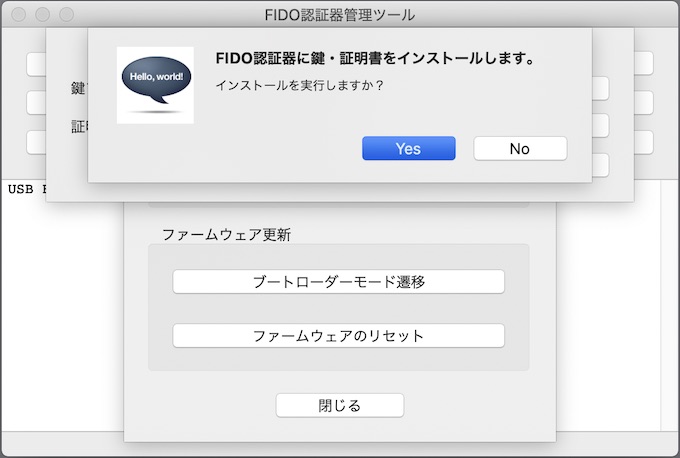 FIDO認証器管理ツール
Hello, world!
FIDO認証器に鍵・証明書をインストールします。
インストールを実行しますか？
Yes
No
鍵
証明
USB
ファームウェア更新
ブートローダーモード遷移
ファームウェアのリセット
閉じる